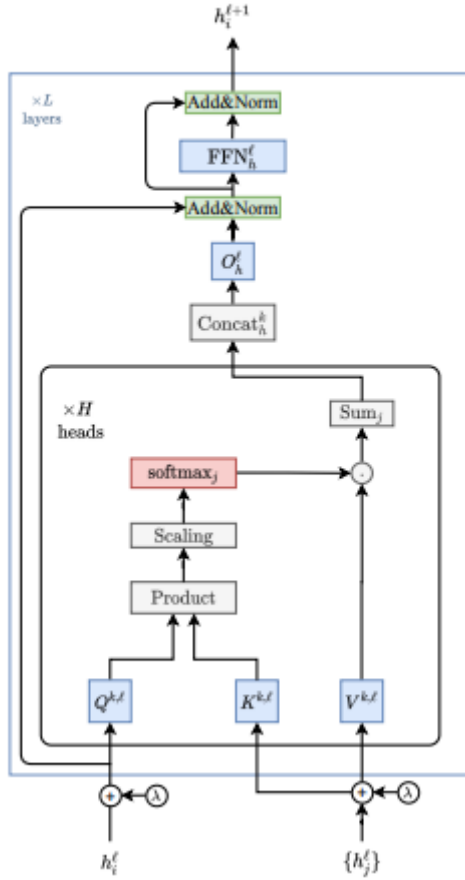 h_i^{ℓ+1}
×L
layers
Add&Norm
FFN_h^ℓ
Add&Norm
O_h^ℓ
Concat_h^k
×H
heads
Sum_j
softmax_j
·
Scaling
Product
Q^{k,ℓ} K^{k,ℓ} V^{k,ℓ}
+ λ + λ
h_i^ℓ {h_j^ℓ}